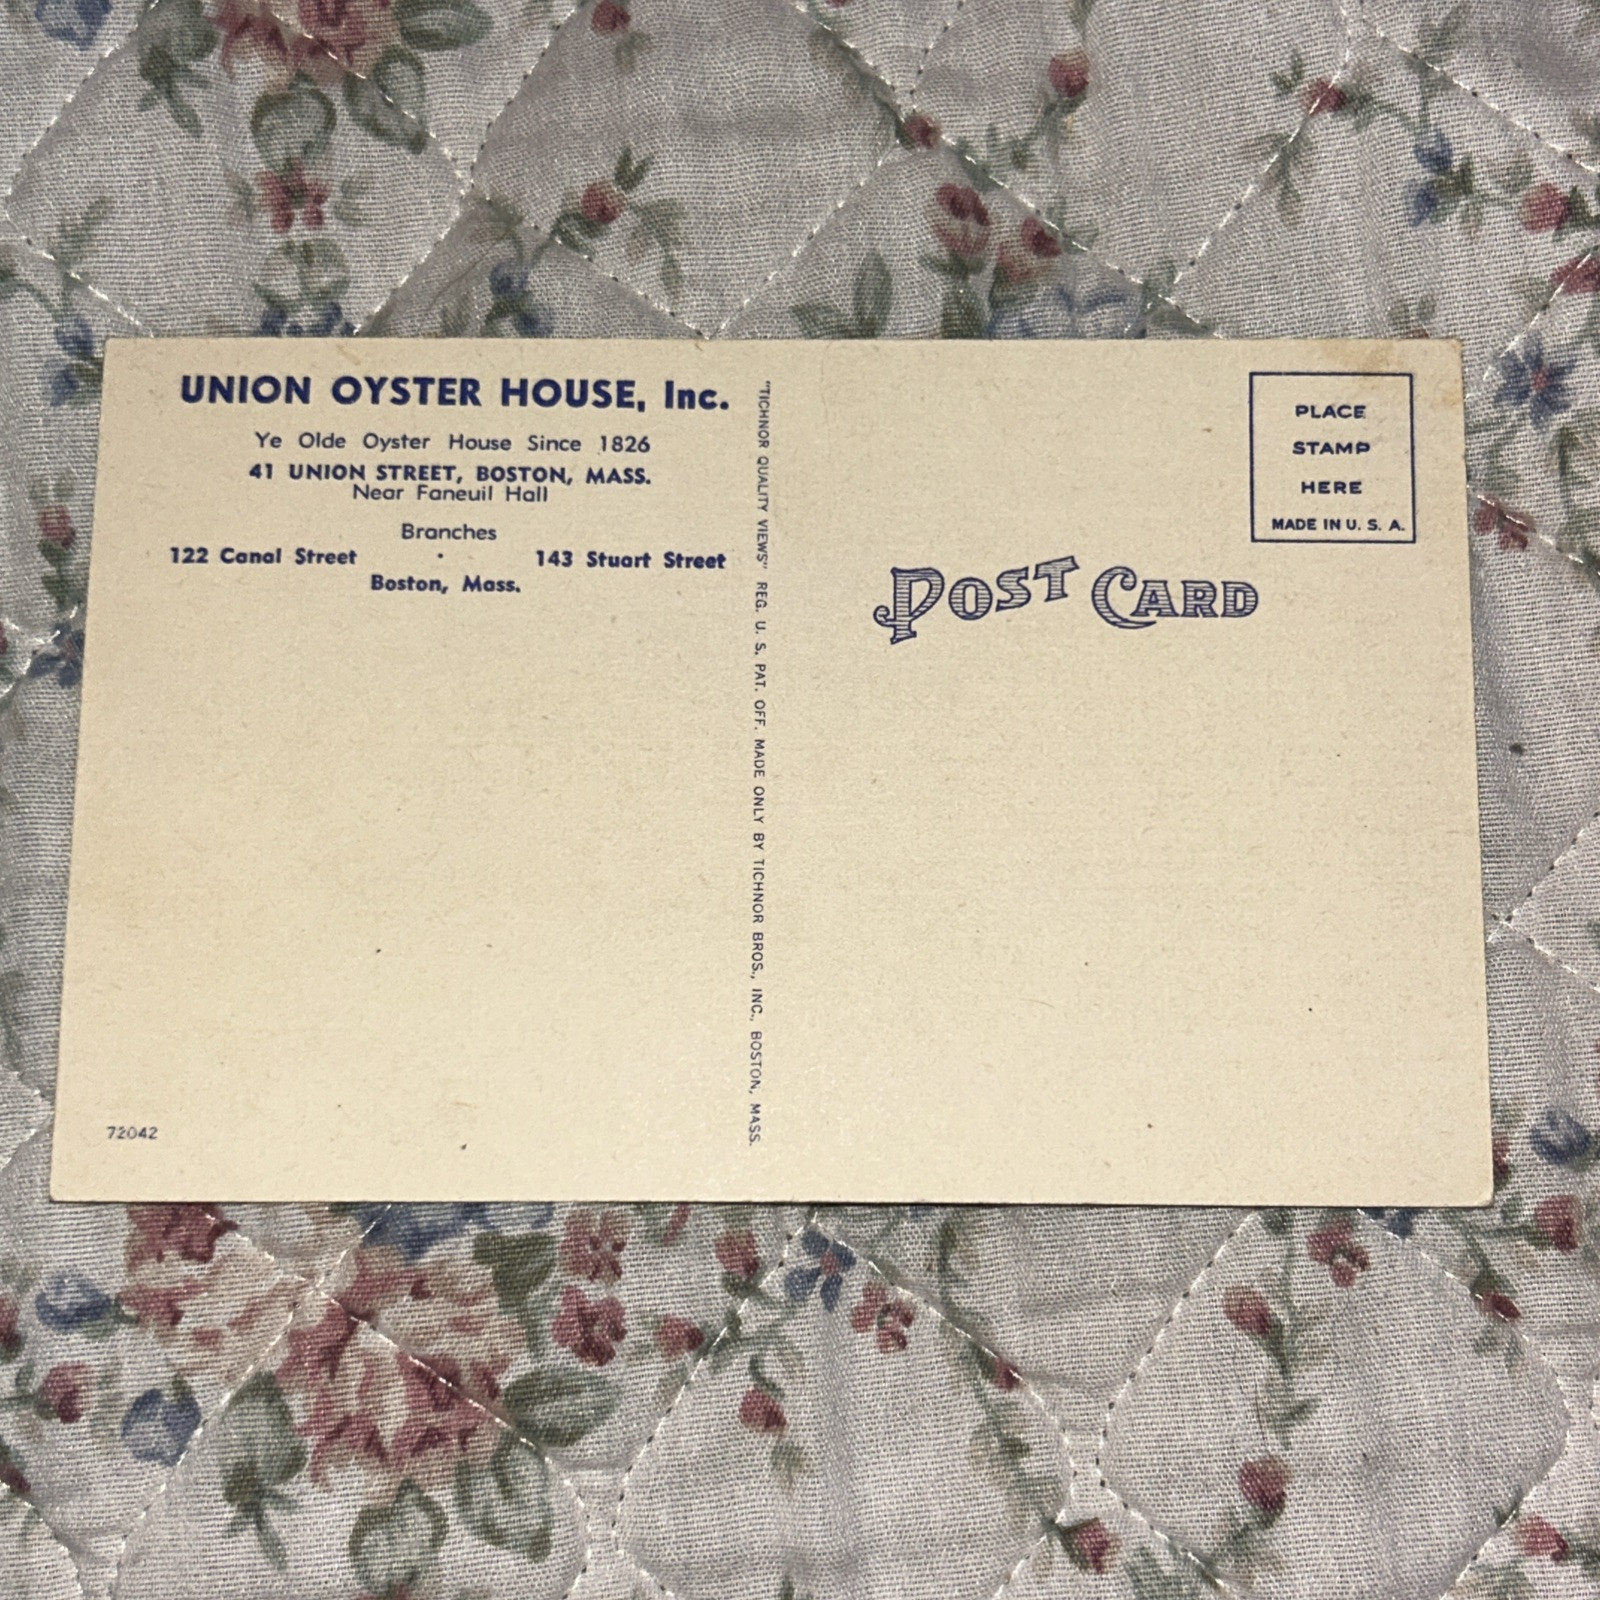 UNION OYSTER HOUSE, Inc.
Ye Olde Oyster House Since 1826
41 UNION STREET, BOSTON, MASS.
Near Faneuil Hall
Branches
122 Canal Street · 143 Stuart Street
Boston, Mass.
72042
"TICHNOR QUALITY VIEWS" REG. U. S. PAT. OFF. MADE ONLY BY TICHNOR BROS., INC., BOSTON, MASS.
PLACE
STAMP
HERE
MADE IN U. S. A.
POST CARD